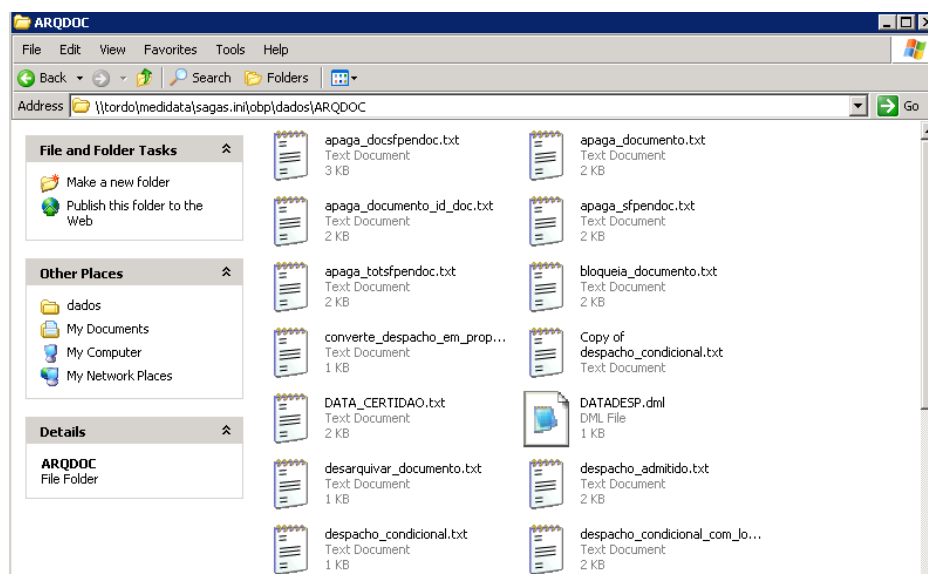 ARQDOC
File Edit View Favorites Tools Help
Back Search Folders
Address \\tordo\medidata\sagas.ini\obp\dados\ARQDOC Go
File and Folder Tasks
Make a new folder
Publish this folder to the
Web
Other Places
dados
My Documents
My Computer
My Network Places
Details
ARQDOC
File Folder
apaga_docsfpendoc.txt
Text Document
3 KB
apaga_documento.txt
Text Document
2 KB
apaga_documento_id_doc.txt
Text Document
2 KB
apaga_sfpendoc.txt
Text Document
2 KB
apaga_totsfpendoc.txt
Text Document
2 KB
bloqueia_documento.txt
Text Document
2 KB
converte_despacho_em_prop...
Text Document
1 KB
Copy of
despacho_condicional.txt
Text Document
DATA_CERTIDAO.txt
Text Document
2 KB
DATADESP.dml
DML File
1 KB
desarquivar_documento.txt
Text Document
1 KB
despacho_admitido.txt
Text Document
2 KB
despacho_condicional.txt
Text Document
1 KB
despacho_condicional_com_lo...
Text Document
1 KB